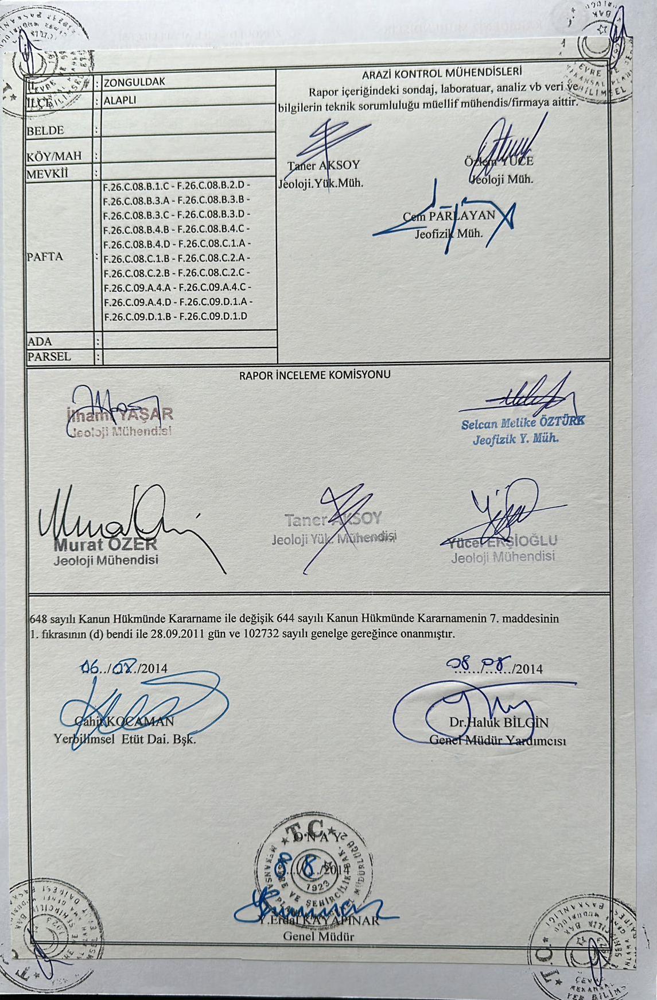 İL : ZONGULDAK
İLÇE : ALAPLI
BELDE :
KÖY/MAH :
MEVKİİ :
PAFTA :
F.26.C.08.B.1.C - F.26.C.08.B.2.D -
F.26.C.08.B.3.A - F.26.C.08.B.3.B -
F.26.C.08.B.3.C - F.26.C.08.B.3.D -
F.26.C.08.B.4.B - F.26.C.08.B.4.C -
F.26.C.08.B.4.D - F.26.C.08.C.1.A -
F.26.C.08.C.1.B - F.26.C.08.C.2.A -
F.26.C.08.C.2.B - F.26.C.08.C.2.C -
F.26.C.09.A.4.A - F.26.C.09.A.4.C -
F.26.C.09.A.4.D - F.26.C.09.D.1.A -
F.26.C.09.D.1.B - F.26.C.09.D.1.D
ADA :
PARSEL :
ARAZİ KONTROL MÜHENDİSLERİ
Rapor içeriğindeki sondaj, laboratuar, analiz vb veri ve
bilgilerin teknik sorumluluğu müellif mühendis/firmaya aittir.
Taner AKSOY
Jeoloji.Yük.Müh.
Özlem YÜCE
Jeoloji Müh.
Cem PARLAYAN
Jeofizik Müh.
RAPOR İNCELEME KOMİSYONU
İlhami YAŞAR
Jeoloji Mühendisi
Selcan Melike ÖZTÜRK
Jeofizik Y. Müh.
Murat ÖZER
Jeoloji Mühendisi
Taner AKSOY
Jeoloji Yük. Mühendisi
Yücel EKŞİOĞLU
Jeoloji Mühendisi
648 sayılı Kanun Hükmünde Kararname ile değişik 644 sayılı Kanun Hükmünde Kararnamenin 7. maddesinin
1. fıkrasının (d) bendi ile 28.09.2011 gün ve 102732 sayılı genelge gereğince onanmıştır.
06../08../2014
Cahit KOCAMAN
Yerbilimsel Etüt Dai. Bşk.
08/08/2014
Dr.Haluk BİLGİN
Genel Müdür Yardımcısı
T.C
ONAY
8/8/2014
1923
Y.Erdal KAYAPINAR
Genel Müdür